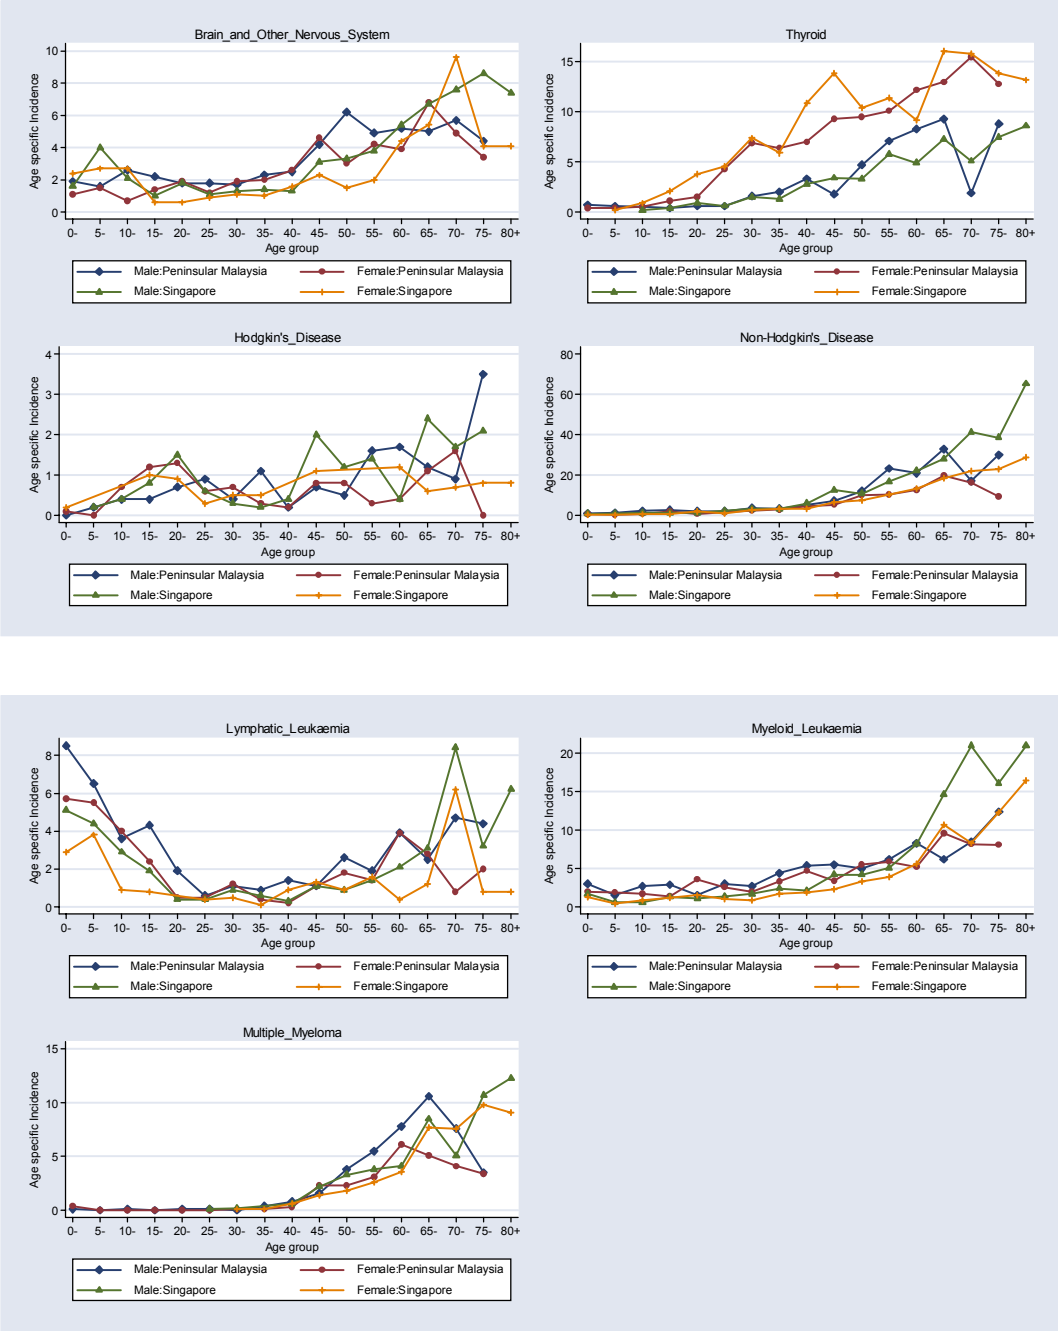 Brain_and_Other_Nervous_System
Age specific Incidence
10
8
6
4
2
0
0- 5- 10- 15- 20- 25- 30- 35- 40- 45- 50- 55- 60- 65- 70- 75- 80+
Age group
Male:Peninsular Malaysia Female:Peninsular Malaysia
Male:Singapore Female:Singapore
Thyroid
Age specific Incidence
15
10
5
0
0- 5- 10- 15- 20- 25- 30- 35- 40- 45- 50- 55- 60- 65- 70- 75- 80+
Age group
Male:Peninsular Malaysia Female:Peninsular Malaysia
Male:Singapore Female:Singapore
Hodgkin's_Disease
Age specific Incidence
4
3
2
1
0
0- 5- 10- 15- 20- 25- 30- 35- 40- 45- 50- 55- 60- 65- 70- 75- 80+
Age group
Male:Peninsular Malaysia Female:Peninsular Malaysia
Male:Singapore Female:Singapore
Non-Hodgkin's_Disease
Age specific Incidence
80
60
40
20
0
0- 5- 10- 15- 20- 25- 30- 35- 40- 45- 50- 55- 60- 65- 70- 75- 80+
Age group
Male:Peninsular Malaysia Female:Peninsular Malaysia
Male:Singapore Female:Singapore
Lymphatic_Leukaemia
Age specific Incidence
8
6
4
2
0
0- 5- 10- 15- 20- 25- 30- 35- 40- 45- 50- 55- 60- 65- 70- 75- 80+
Age group
Male:Peninsular Malaysia Female:Peninsular Malaysia
Male:Singapore Female:Singapore
Myeloid_Leukaemia
Age specific Incidence
20
15
10
5
0
0- 5- 10- 15- 20- 25- 30- 35- 40- 45- 50- 55- 60- 65- 70- 75- 80+
Age group
Male:Peninsular Malaysia Female:Peninsular Malaysia
Male:Singapore Female:Singapore
Multiple_Myeloma
Age specific Incidence
15
10
5
0
0- 5- 10- 15- 20- 25- 30- 35- 40- 45- 50- 55- 60- 65- 70- 75- 80+
Age group
Male:Peninsular Malaysia Female:Peninsular Malaysia
Male:Singapore Female:Singapore